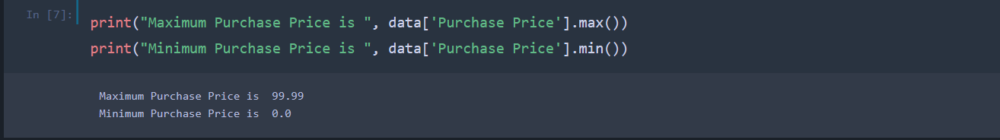 In [7]:
print("Maximum Purchase Price is ", data['Purchase Price'].max())
print("Minimum Purchase Price is ", data['Purchase Price'].min())
Maximum Purchase Price is  99.99
Minimum Purchase Price is  0.0